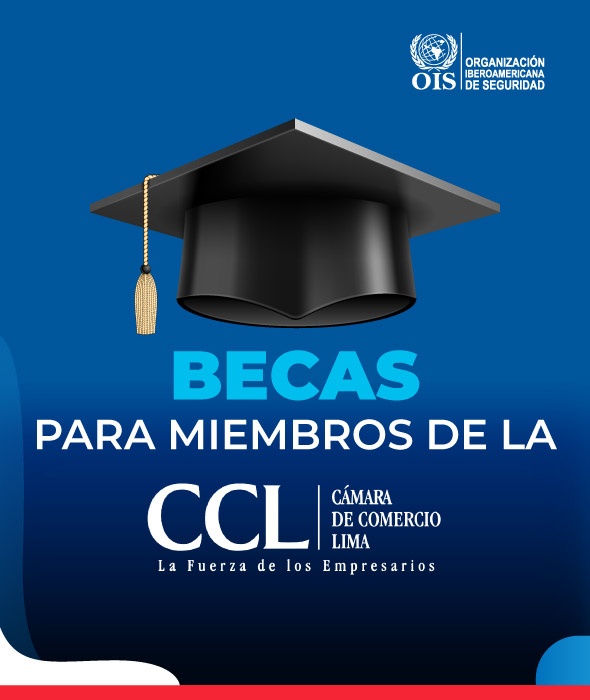 OIS
ORGANIZACIÓN
IBEROAMERICANA
DE SEGURIDAD
BECAS
PARA MIEMBROS DE LA
CCL
CÁMARA
DE COMERCIO
LIMA
La Fuerza de los Empresarios